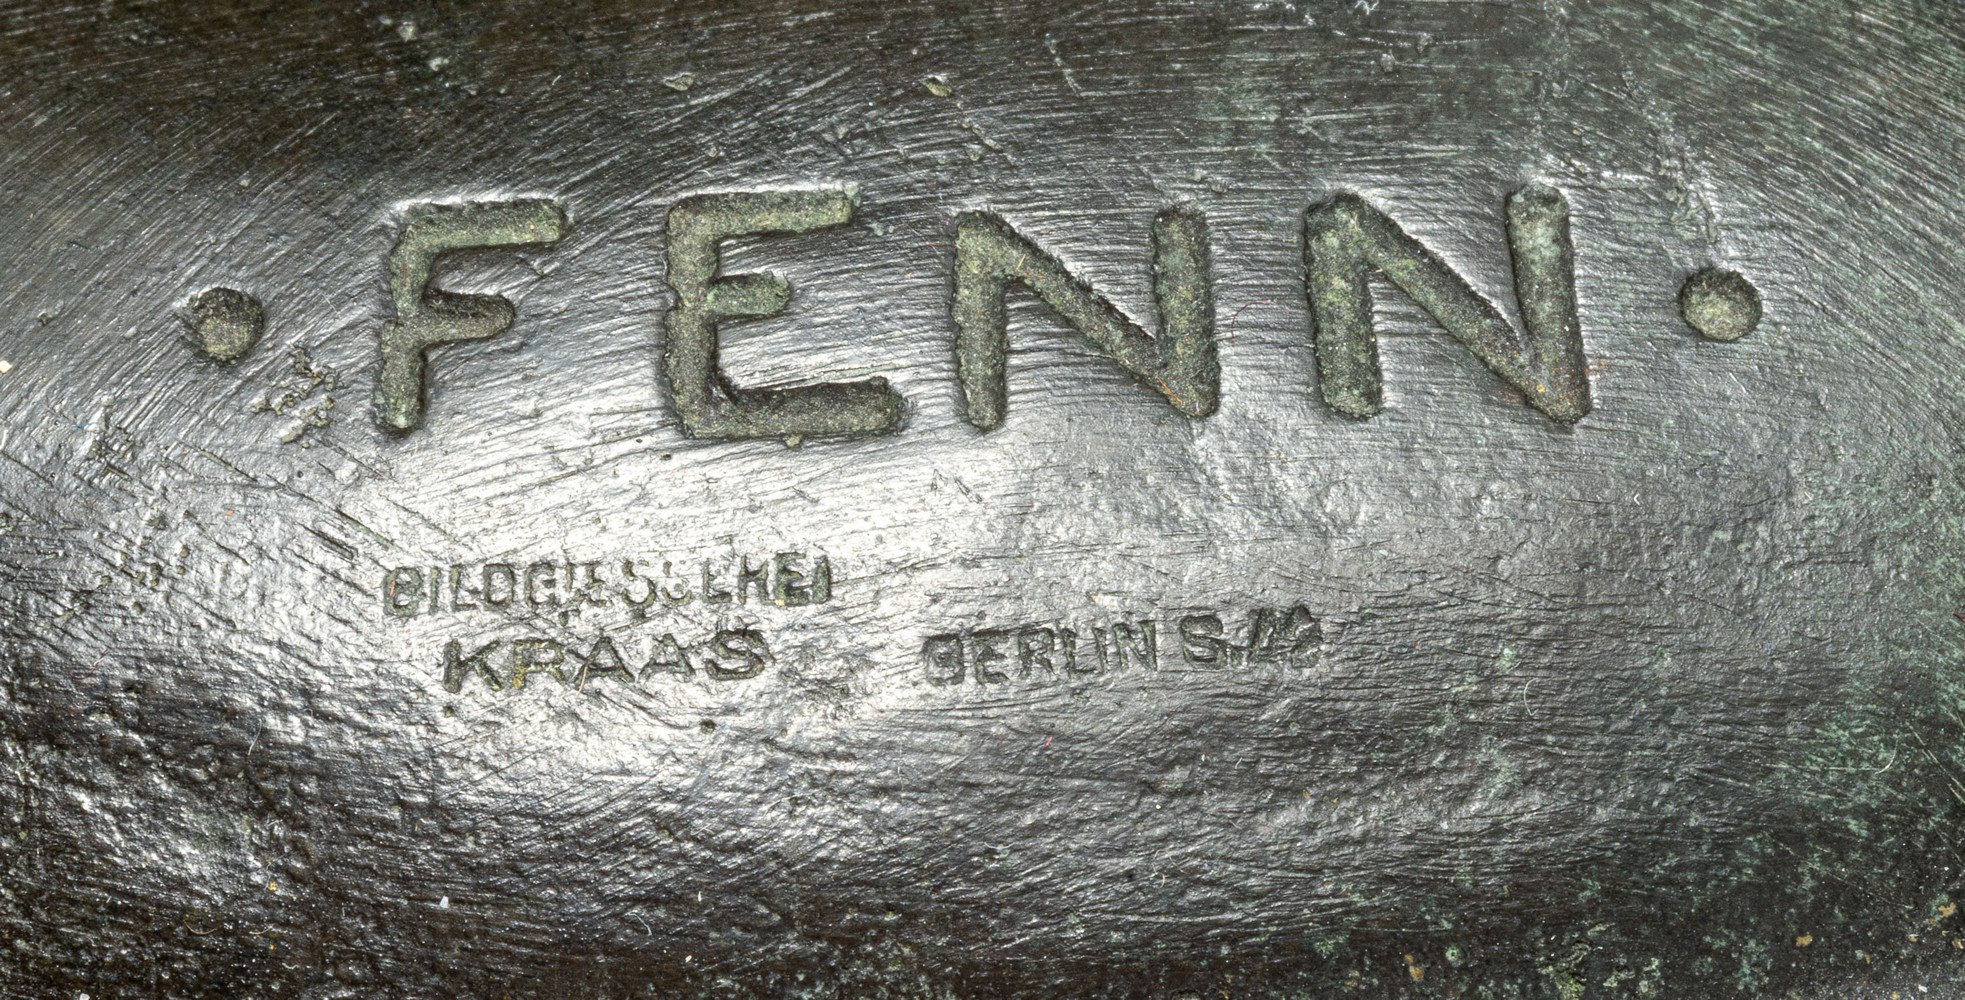 · FENN ·
BILDGIESSEREI
KRAAS BERLIN